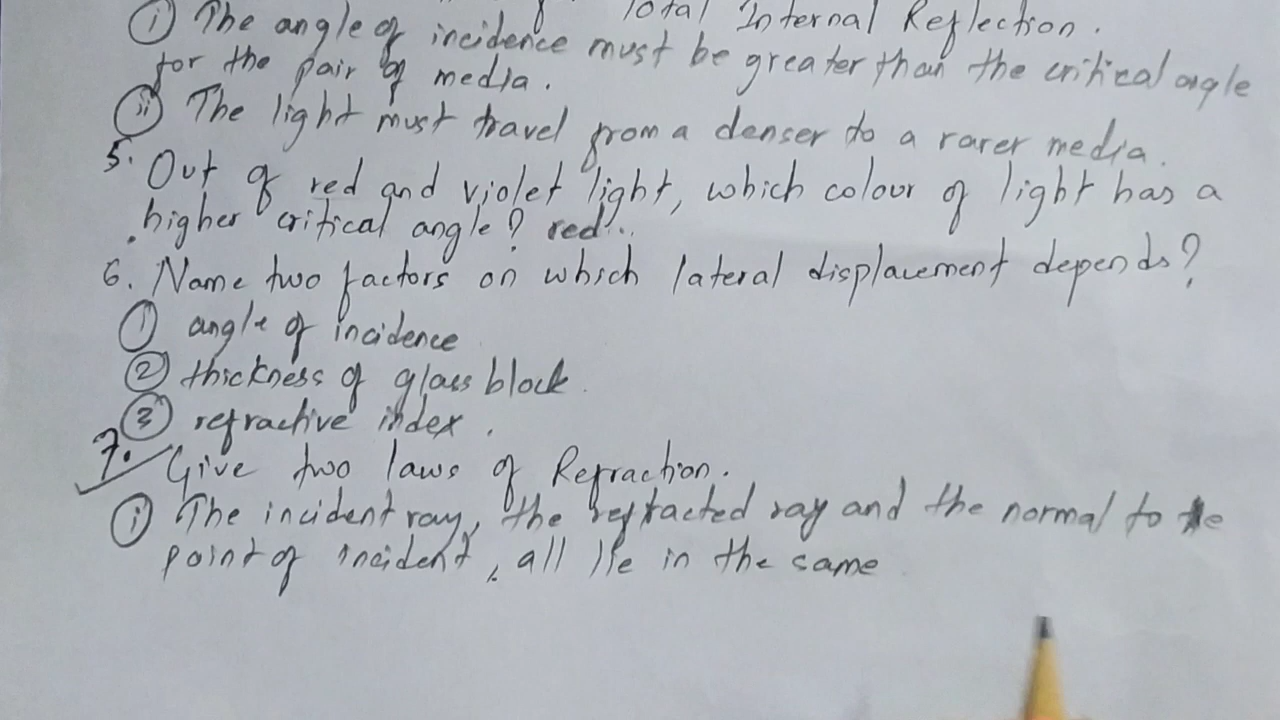 Total Internal Reflection.
(i) The angle of incidence must be greater than the critical angle
for the pair of media.
(ii) The light must travel from a denser to a rarer media.
5. Out of red and violet light, which colour of light has a
higher critical angle? red..
6. Name two factors on which lateral displacement depends?
(1) angle of incidence
(2) thickness of glass block.
(3) refractive index.
7. Give two laws of Refraction.
(i) The incident ray, the refracted ray and the normal to the
point of incident, all lie in the same